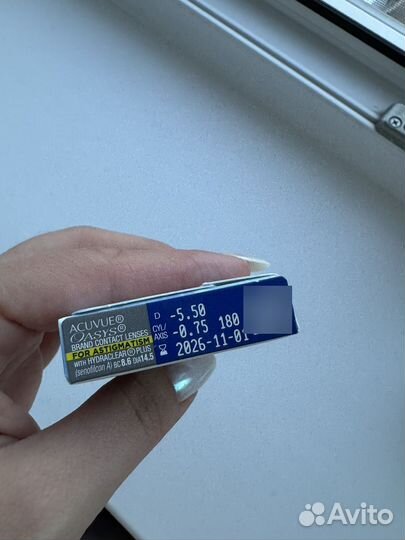 ACUVUE®
OASYS®
BRAND CONTACT LENSES
FOR ASTIGMATISM
WITH HYDRACLEAR® PLUS
(senofilcon A) BC 8.6 DIA 14.5
D -5.50
CYL/AXIS -0.75 180
2026-11-01
Avito